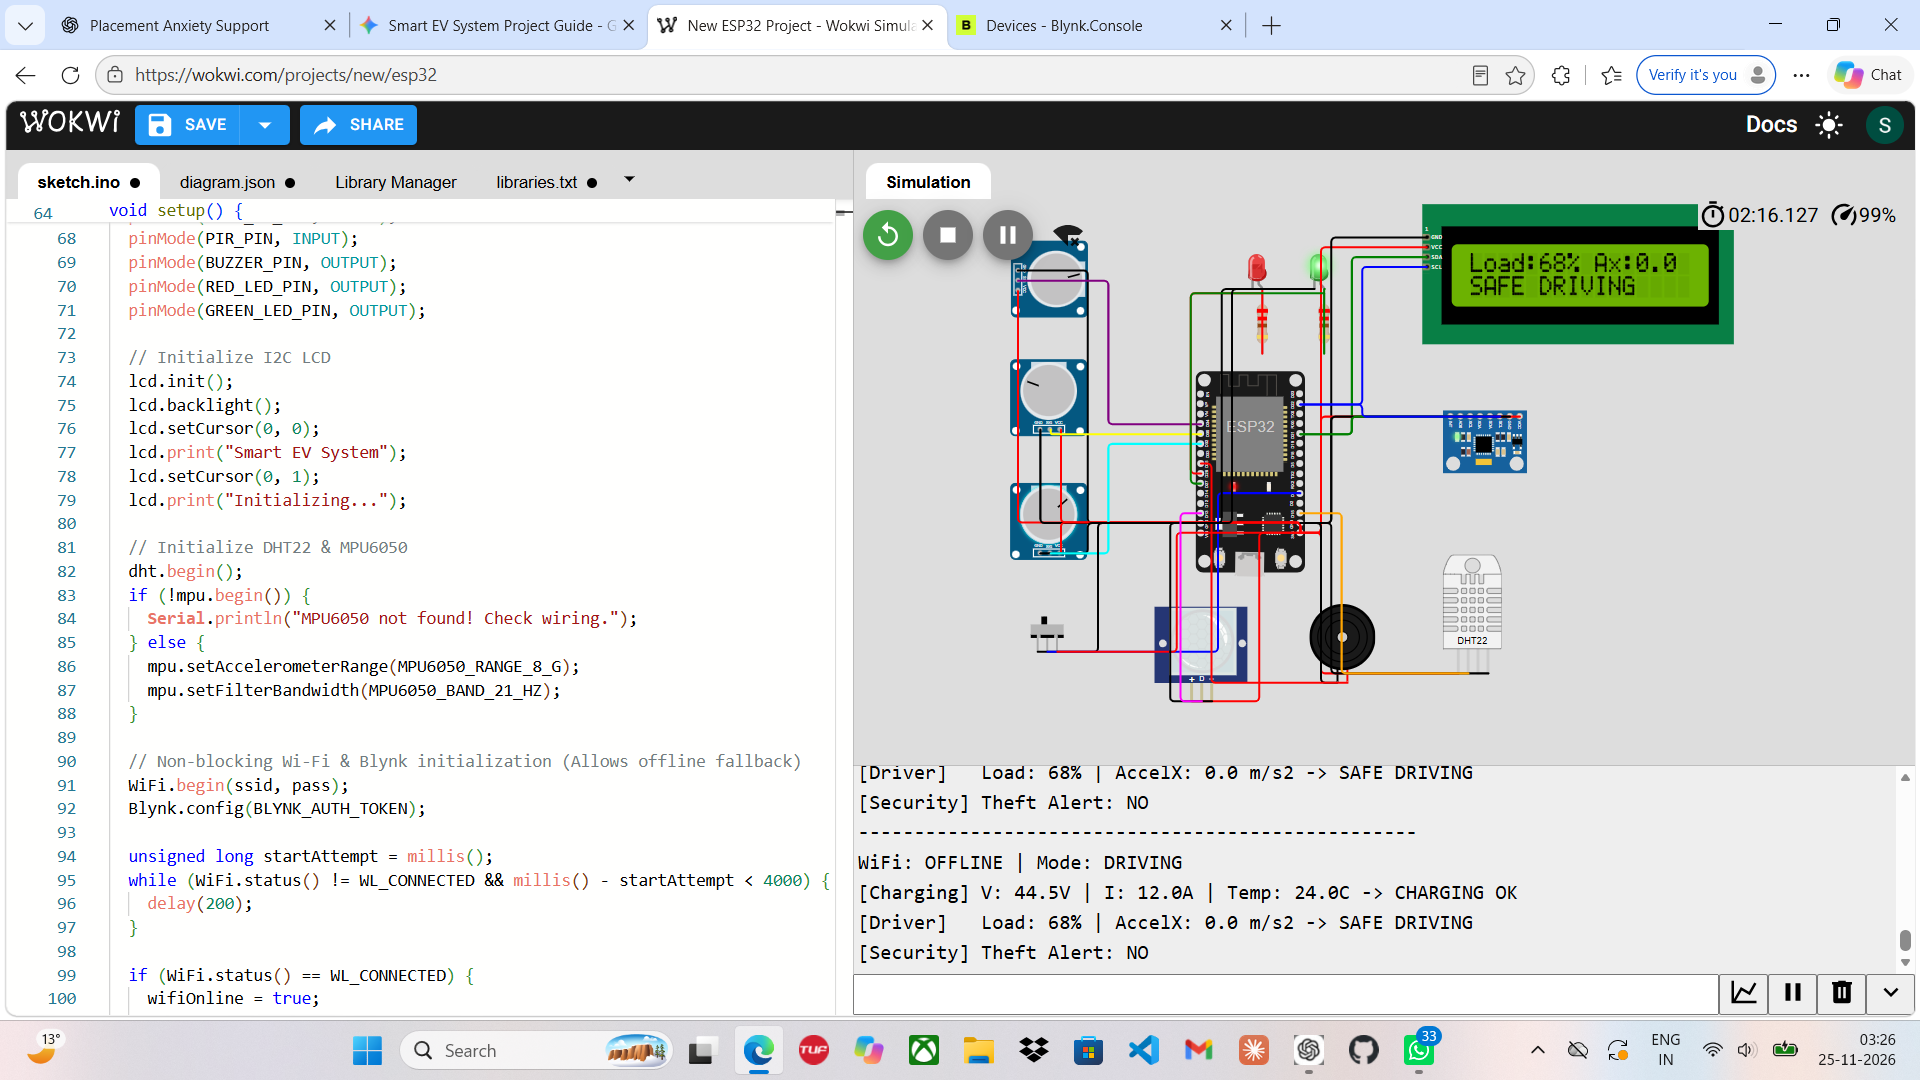 Placement Anxiety Support
Smart EV System Project Guide - G
New ESP32 Project - Wokwi Simula
Devices - Blynk.Console
https://wokwi.com/projects/new/esp32
Verify it's you
Chat
WOKWi
SAVE
SHARE
Docs
S
sketch.ino
diagram.json
Library Manager
libraries.txt
64 void setup() {
68 pinMode(PIR_PIN, INPUT);
69 pinMode(BUZZER_PIN, OUTPUT);
70 pinMode(RED_LED_PIN, OUTPUT);
71 pinMode(GREEN_LED_PIN, OUTPUT);
72
73 // Initialize I2C LCD
74 lcd.init();
75 lcd.backlight();
76 lcd.setCursor(0, 0);
77 lcd.print("Smart EV System");
78 lcd.setCursor(0, 1);
79 lcd.print("Initializing...");
80
81 // Initialize DHT22 & MPU6050
82 dht.begin();
83 if (!mpu.begin()) {
84 Serial.println("MPU6050 not found! Check wiring.");
85 } else {
86 mpu.setAccelerometerRange(MPU6050_RANGE_8_G);
87 mpu.setFilterBandwidth(MPU6050_BAND_21_HZ);
88 }
89
90 // Non-blocking Wi-Fi & Blynk initialization (Allows offline fallback)
91 WiFi.begin(ssid, pass);
92 Blynk.config(BLYNK_AUTH_TOKEN);
93
94 unsigned long startAttempt = millis();
95 while (WiFi.status() != WL_CONNECTED && millis() - startAttempt < 4000) {
96 delay(200);
97 }
98
99 if (WiFi.status() == WL_CONNECTED) {
100 wifiOnline = true;
Simulation
02:16.127
99%
1
GND
VCC
SDA
SCL
Load:68% Ax:0.0
SAFE DRIVING
ESP32
DHT22
+ D -
[Driver] Load: 68% | AccelX: 0.0 m/s2 -> SAFE DRIVING
[Security] Theft Alert: NO
--------------------------------------------------
WiFi: OFFLINE | Mode: DRIVING
[Charging] V: 44.5V | I: 12.0A | Temp: 24.0C -> CHARGING OK
[Driver] Load: 68% | AccelX: 0.0 m/s2 -> SAFE DRIVING
[Security] Theft Alert: NO
13°
Search
TUF
33
ENG
IN
03:26
25-11-2026